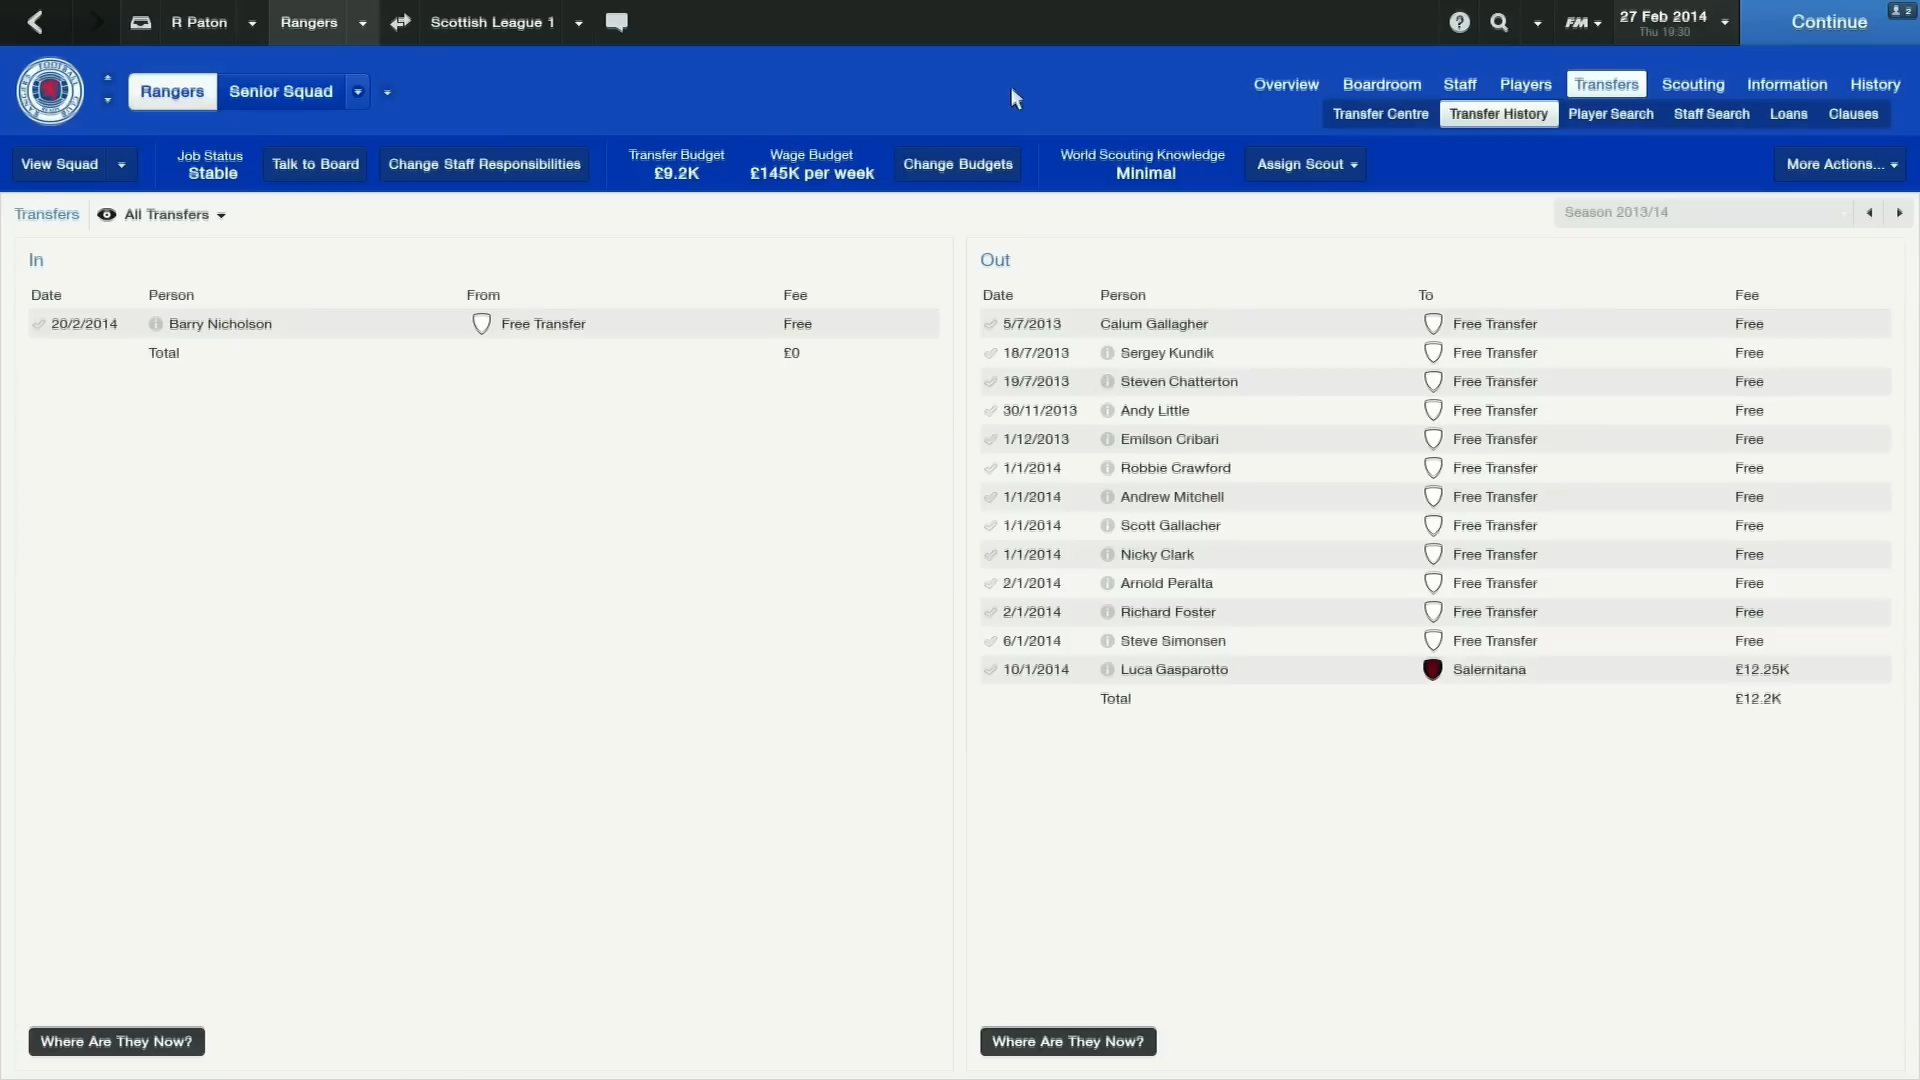 R Paton
Rangers
Scottish League 1
FM
27 Feb 2014
Thu 19:30
Continue
2
Rangers
Senior Squad
Overview
Boardroom
Staff
Players
Transfers
Scouting
Information
History
Transfer Centre
Transfer History
Player Search
Staff Search
Loans
Clauses
View Squad
Job Status
Stable
Talk to Board
Change Staff Responsibilities
Transfer Budget
£9.2K
Wage Budget
£145K per week
Change Budgets
World Scouting Knowledge
Minimal
Assign Scout
More Actions...
Transfers
All Transfers
Season 2013/14
In
Date Person From Fee
20/2/2014 Barry Nicholson Free Transfer Free
Total £0
Where Are They Now?
Out
Date Person To Fee
5/7/2013 Calum Gallagher Free Transfer Free
18/7/2013 Sergey Kundik Free Transfer Free
19/7/2013 Steven Chatterton Free Transfer Free
30/11/2013 Andy Little Free Transfer Free
1/12/2013 Emílson Cribari Free Transfer Free
1/1/2014 Robbie Crawford Free Transfer Free
1/1/2014 Andrew Mitchell Free Transfer Free
1/1/2014 Scott Gallacher Free Transfer Free
1/1/2014 Nicky Clark Free Transfer Free
2/1/2014 Arnold Peralta Free Transfer Free
2/1/2014 Richard Foster Free Transfer Free
6/1/2014 Steve Simonsen Free Transfer Free
10/1/2014 Luca Gasparotto Salernitana £12.25K
Total £12.2K
Where Are They Now?